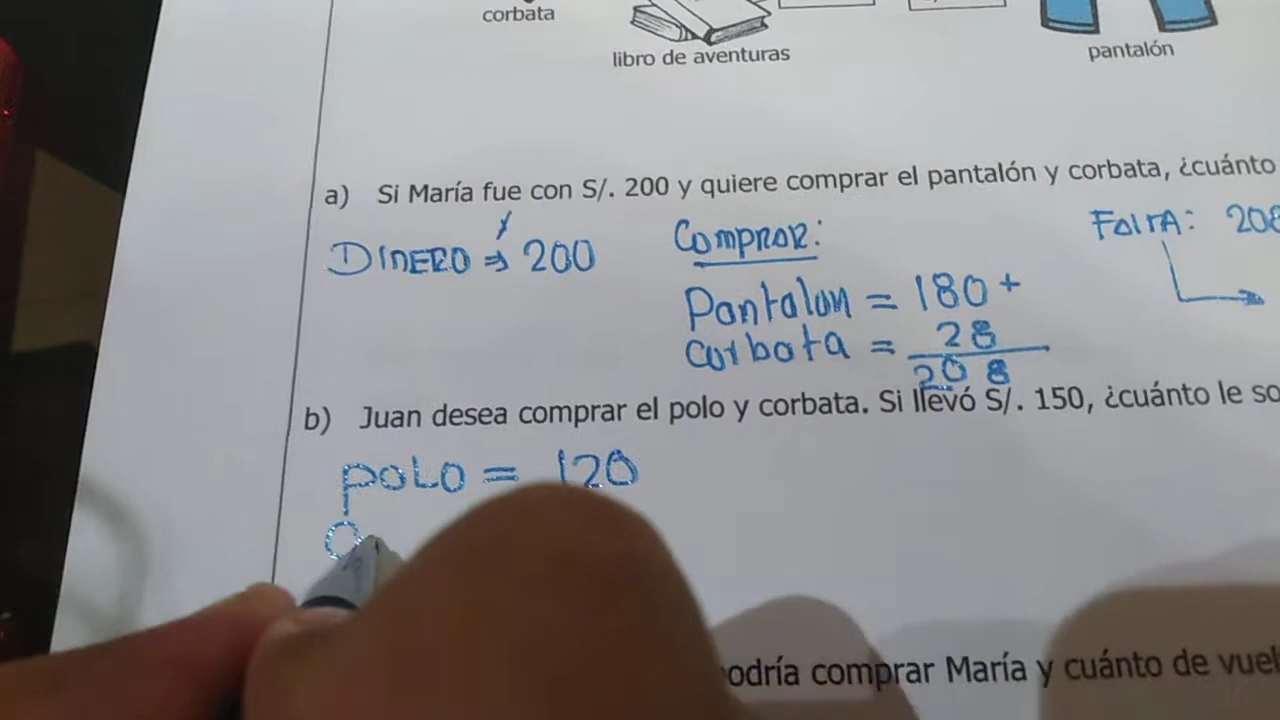 corbata
libro de aventuras
pantalón
a) Si María fue con S/. 200 y quiere comprar el pantalón y corbata, ¿cuánto
DINERO ⇒ 200
Comprar:
Pantalon = 180 +
corbata = 28
208
FalTA: 208
b) Juan desea comprar el polo y corbata. Si llevó S/. 150, ¿cuánto le so
POLO = 120
comprar María y cuánto de